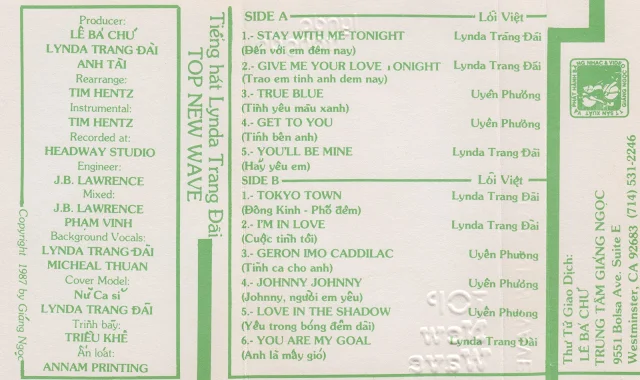 Producer:
LÊ BÁ CHƯ
LYNDA TRANG ĐÀI
ANH TÀI
Rearrange:
TIM HENTZ
Instrumental:
TIM HENTZ
Recorded at:
HEADWAY STUDIO
Engineer:
J.B. LAWRENCE
Mixed:
J.B. LAWRENCE
PHẠM VINH
Background Vocals:
LYNDA TRANG ĐÀI
MICHEAL THUAN
Cover Model:
Nữ Ca sĩ
LYNDA TRANG ĐÀI
Trình bày:
TRIỀU KHÊ
Ấn loát:
ANNAM PRINTING
Copyright 1987 by Giáng Ngọc
Tiếng hát Lynda Trang Đài
TOP NEW WAVE
SIDE A Lời Việt
1.- STAY WITH ME TONIGHT Lynda Trang Đài
(Đến với em đêm nay)
2.- GIVE ME YOUR LOVE TONIGHT Lynda Trang Đài
(Trao em tình anh đem nay)
3.- TRUE BLUE Uyên Phương
(Tình yêu màu xanh)
4.- GET TO YOU Uyên Phương
(Tình bên anh)
5.- YOU'LL BE MINE Lynda Trang Đài
(Hãy yêu em)
SIDE B Lời Việt
1.- TOKYO TOWN Lynda Trang Đài
(Đông Kinh - Phố đêm)
2.- I'M IN LOVE Lynda Trang Đài
(Cuộc tình tồi)
3.- GERON IMO CADDILAC Uyên Phương
(Tình ca cho anh)
4.- JOHNNY JOHNNY Uyên Phương
(Johnny, người em yêu)
5.- LOVE IN THE SHADOW Uyên Phương
(Yêu trong bóng đêm dài)
6.- YOU ARE MY GOAL Lynda Trang Đài
(Anh là mây gió)
TOP
New
Wave
Thư Từ Giao Dịch:
LÊ BÁ CHƯ
TRUNG TÂM GIÁNG NGỌC
9551 Bolsa Ave. Suite E
Westminster, CA 92683 (714) 531-2246